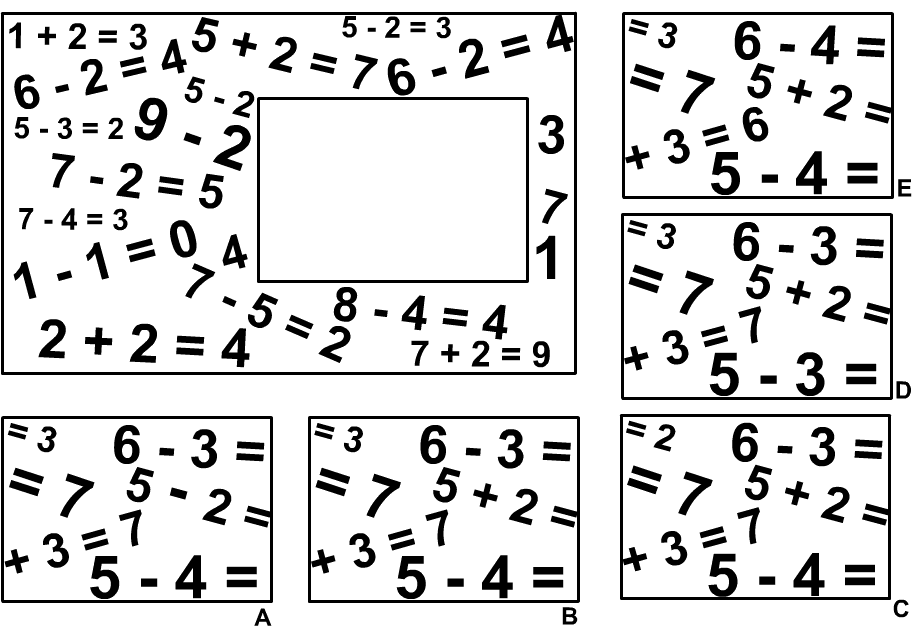 1 + 2 = 3
5 + 2 = 7
5 - 2 = 3
6 - 2 = 4
6 - 2 = 4
5 - 2
5 - 3 = 2
9 - 2
3
7 - 2 = 5
7
7 - 4 = 3
1 - 1 = 0
4
1
7 - 5 = 2
8 - 4 = 4
2 + 2 = 4
7 + 2 = 9
= 3
6 - 4 =
= 7
5 + 2 =
+ 3 = 6
5 - 4 =
E
= 3
6 - 3 =
= 7
5 + 2 =
+ 3 = 7
5 - 3 =
D
= 3
6 - 3 =
= 7
5 - 2 =
+ 3 = 7
5 - 4 =
A
= 3
6 - 3 =
= 7
5 + 2 =
+ 3 = 7
5 - 4 =
B
= 2
6 - 3 =
= 7
5 + 2 =
+ 3 = 7
5 - 4 =
C